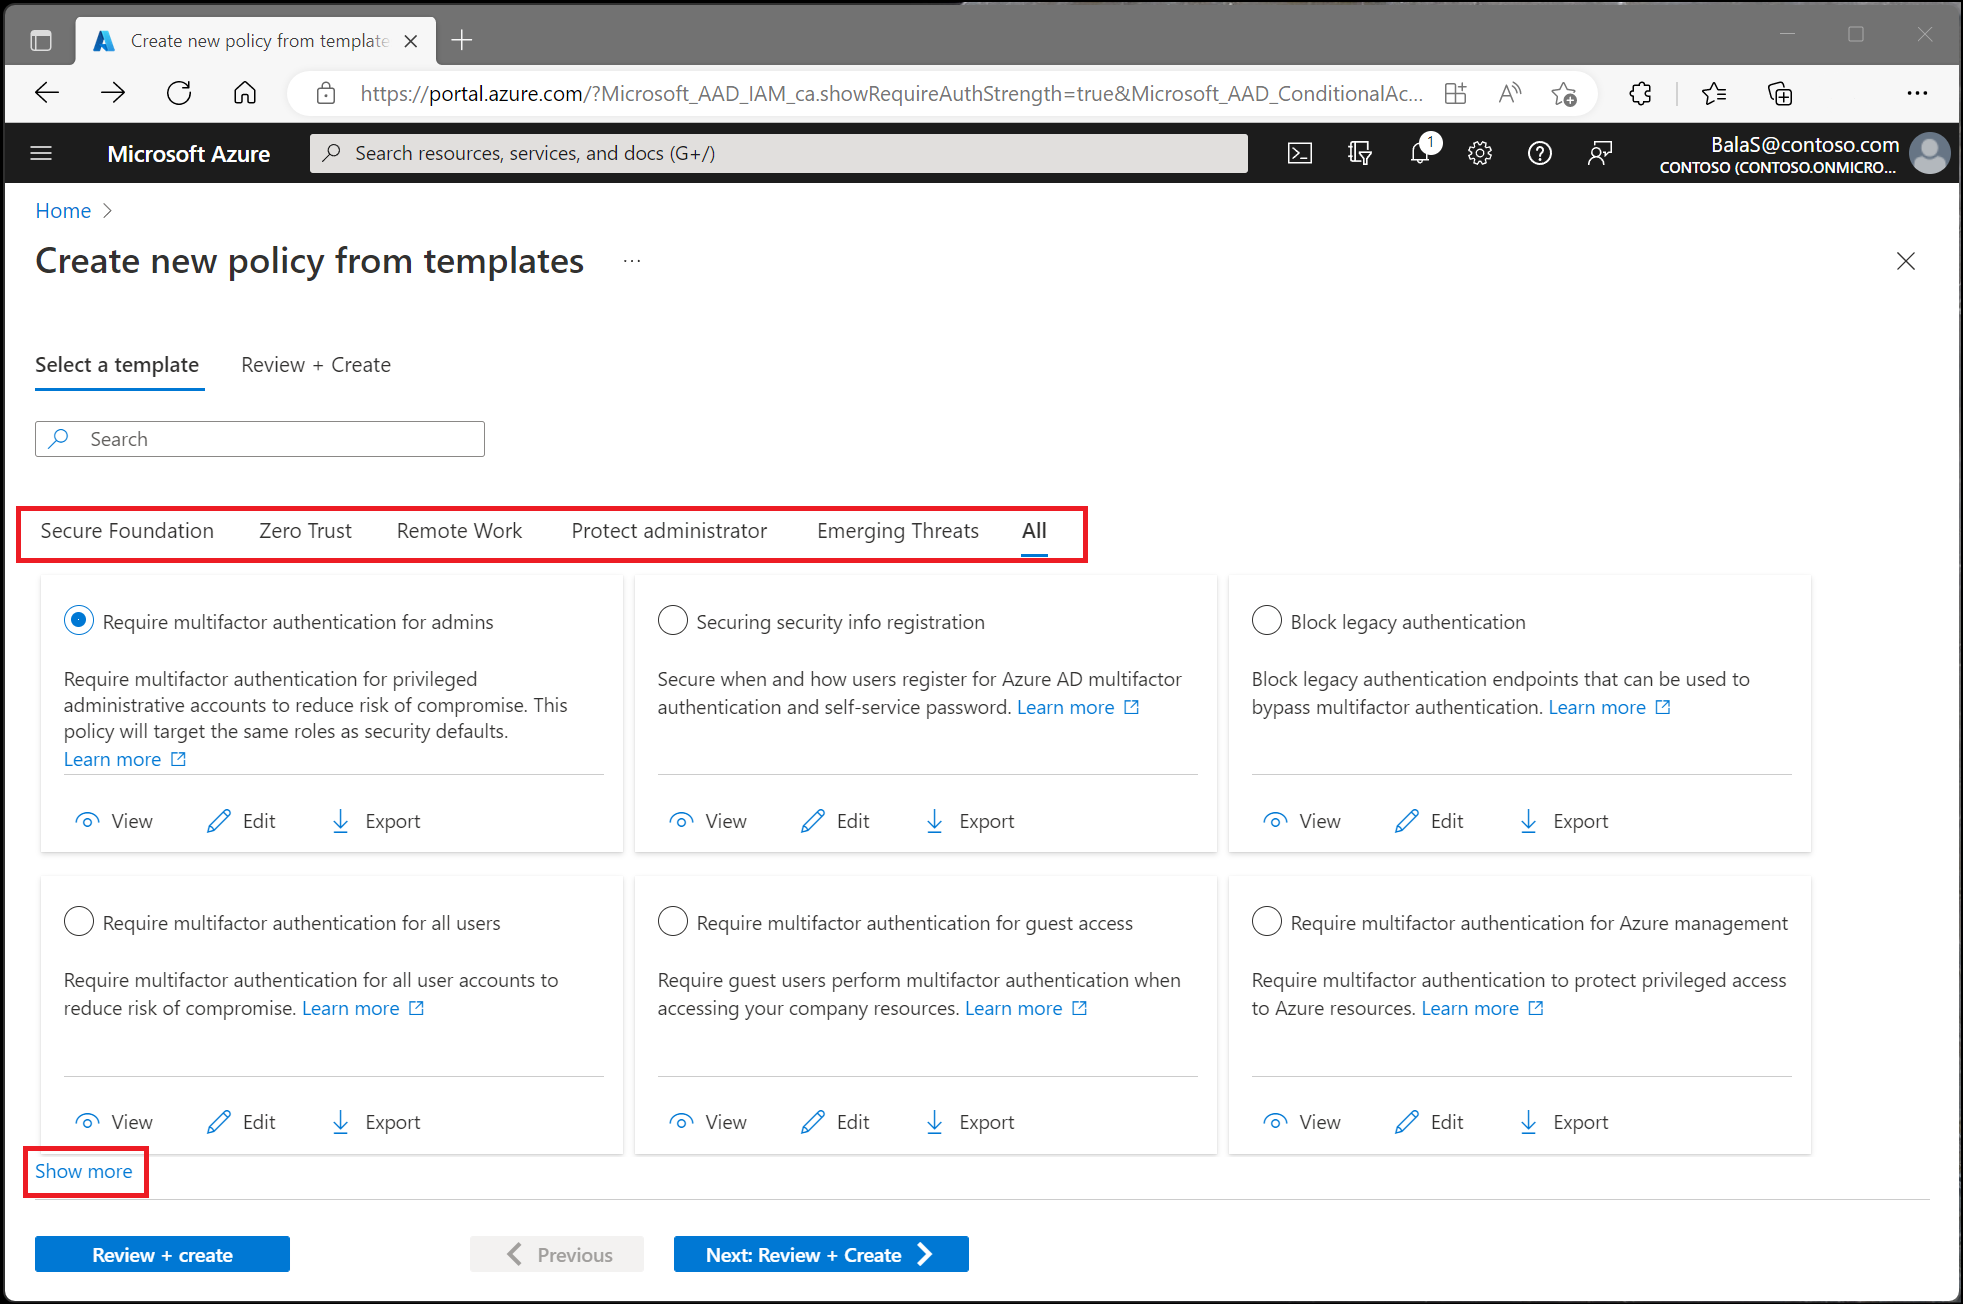 Create new policy from template
https://portal.azure.com/?Microsoft_AAD_IAM_ca.showRequireAuthStrength=true&Microsoft_AAD_ConditionalAc...
Microsoft Azure
Search resources, services, and docs (G+/)
1
BalaS@contoso.com
CONTOSO (CONTOSO.ONMICRO...
Home
Create new policy from templates ...
Select a template Review + Create
Search
Secure Foundation Zero Trust Remote Work Protect administrator Emerging Threats All
Require multifactor authentication for admins
Require multifactor authentication for privileged
administrative accounts to reduce risk of compromise. This
policy will target the same roles as security defaults.
Learn more
View Edit Export
Securing security info registration
Secure when and how users register for Azure AD multifactor
authentication and self-service password. Learn more
View Edit Export
Block legacy authentication
Block legacy authentication endpoints that can be used to
bypass multifactor authentication. Learn more
View Edit Export
Require multifactor authentication for all users
Require multifactor authentication for all user accounts to
reduce risk of compromise. Learn more
View Edit Export
Require multifactor authentication for guest access
Require guest users perform multifactor authentication when
accessing your company resources. Learn more
View Edit Export
Require multifactor authentication for Azure management
Require multifactor authentication to protect privileged access
to Azure resources. Learn more
View Edit Export
Show more
Review + create Previous Next: Review + Create